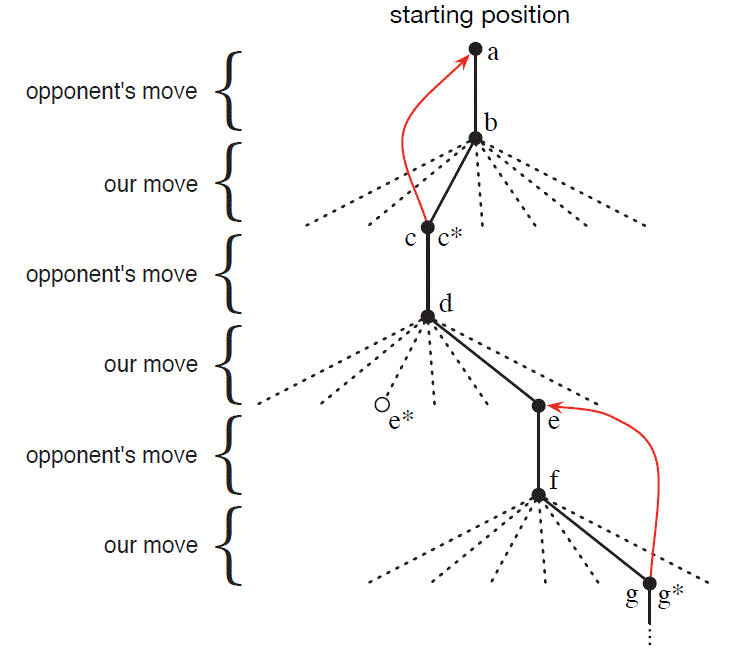 starting position
a
opponent's move
b
our move
c c*
opponent's move
d
our move
e* e
opponent's move
f
our move
g g*